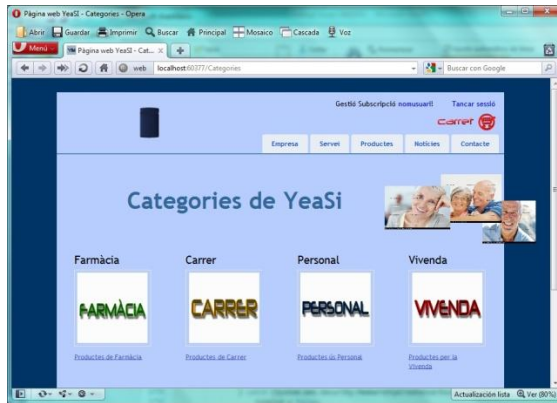 Página web YeaSI - Categories - Opera
Abrir Guardar Imprimir Buscar Principal Mosaico Cascada Voz
Menú Página web YeaSI - Cat...
web localhost:60377/Categories Buscar con Google
Gestió Subscripció nomusuari! Tancar sessió
carrer
Empresa Servei Productes Notícies Contacte
Categories de YeaSi
Farmàcia Carrer Personal Vivenda
FARMÀCIA CARRER PERSONAL VIVENDA
Productes de Farmàcia Productes de Carrer Productes ús Personal Productes per la
Vivenda
Actualización lista Ver (80%)